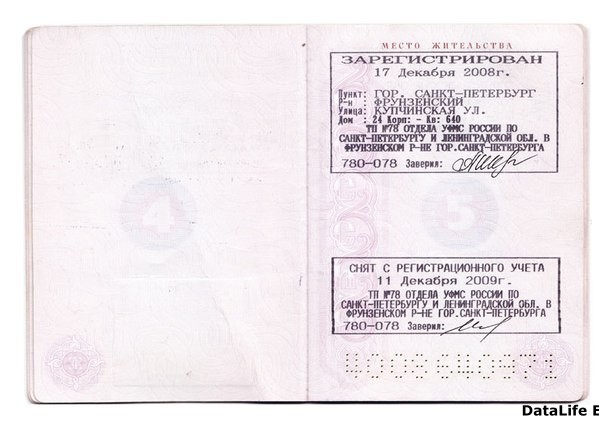 4
МЕСТО ЖИТЕЛЬСТВА
ЗАРЕГИСТРИРОВАН
17 Декабря 2008г.
Пункт: ГОР. САНКТ-ПЕТЕРБУРГ
Р-н : ФРУНЗЕНСКИЙ
Улица: КУПЧИНСКАЯ УЛ.
Дом : 24 Корп: - Кв: 640
ТП №78 ОТДЕЛА УФМС РОССИИ ПО
САНКТ-ПЕТЕРБУРГУ И ЛЕНИНГРАДСКОЙ ОБЛ. В
ФРУНЗЕНСКОМ Р-НЕ ГОР.САНКТ-ПЕТЕРБУРГА
780-078 Заверил:
5
СНЯТ С РЕГИСТРАЦИОННОГО УЧЕТА
11 Декабря 2009г.
ТП №78 ОТДЕЛА УФМС РОССИИ ПО
САНКТ-ПЕТЕРБУРГУ И ЛЕНИНГРАДСКОЙ ОБЛ. В
ФРУНЗЕНСКОМ Р-НЕ ГОР.САНКТ-ПЕТЕРБУРГА
780-078 Заверил:
4008640971
DataLife E